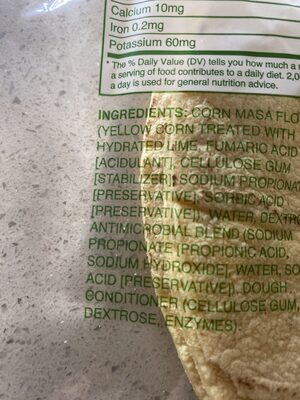 Calcium 10mg
Iron 0.2mg
Potassium 60mg
* The % Daily Value (DV) tells you how much a
a serving of food contributes to a daily diet. 2,0
a day is used for general nutrition advice.
INGREDIENTS: CORN MASA FLO
(YELLOW CORN TREATED WITH
HYDRATED LIME, FUMARIC ACID
[ACIDULANT], CELLULOSE GUM
[STABILIZER], SODIUM PROPIONA
[PRESERVATIVE], SORBIC ACID
[PRESERVATIVE]), WATER, DEXTR
ANTIMICROBIAL BLEND (SODIUM
PROPIONATE [PROPIONIC ACID,
SODIUM HYDROXIDE], WATER, SO
ACID [PRESERVATIVE]), DOUGH
CONDITIONER (CELLULOSE GUM,
DEXTROSE, ENZYMES)